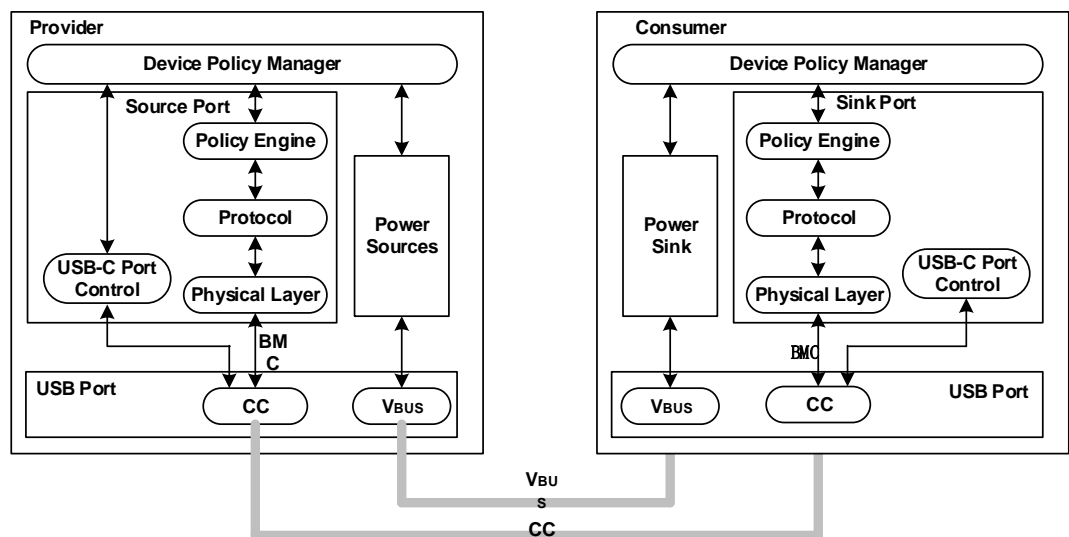 Provider
Device Policy Manager
Source Port
Policy Engine
Protocol
Power
Sources
USB-C Port
Control
Physical Layer
BM
C
USB Port
CC
VBUS
Consumer
Device Policy Manager
Sink Port
Policy Engine
Power
Sink
Protocol
USB-C Port
Control
Physical Layer
BMC
VBUS
CC
USB Port
VBU
S
CC